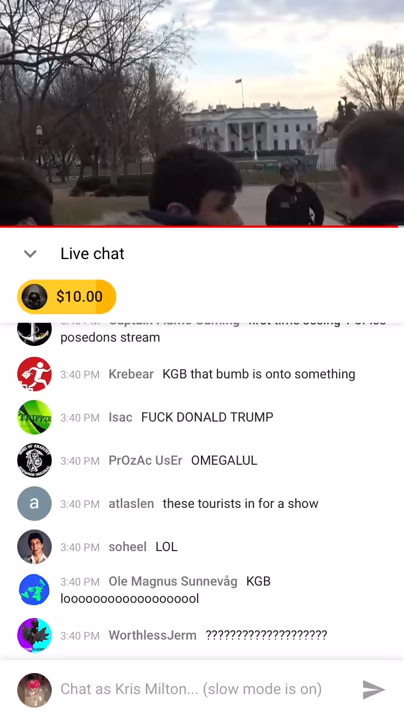 Live chat
$10.00
posedons stream
3:40 PM Krebear KGB that bumb is onto something
3:40 PM Isac FUCK DONALD TRUMP
3:40 PM PrOzAc UsEr OMEGALUL
a
3:40 PM atlaslen these tourists in for a show
3:40 PM soheel LOL
3:40 PM Ole Magnus Sunnevåg KGB
looooooooooooooooool
3:40 PM WorthlessJerm ????????????????????
Chat as Kris Milton... (slow mode is on)